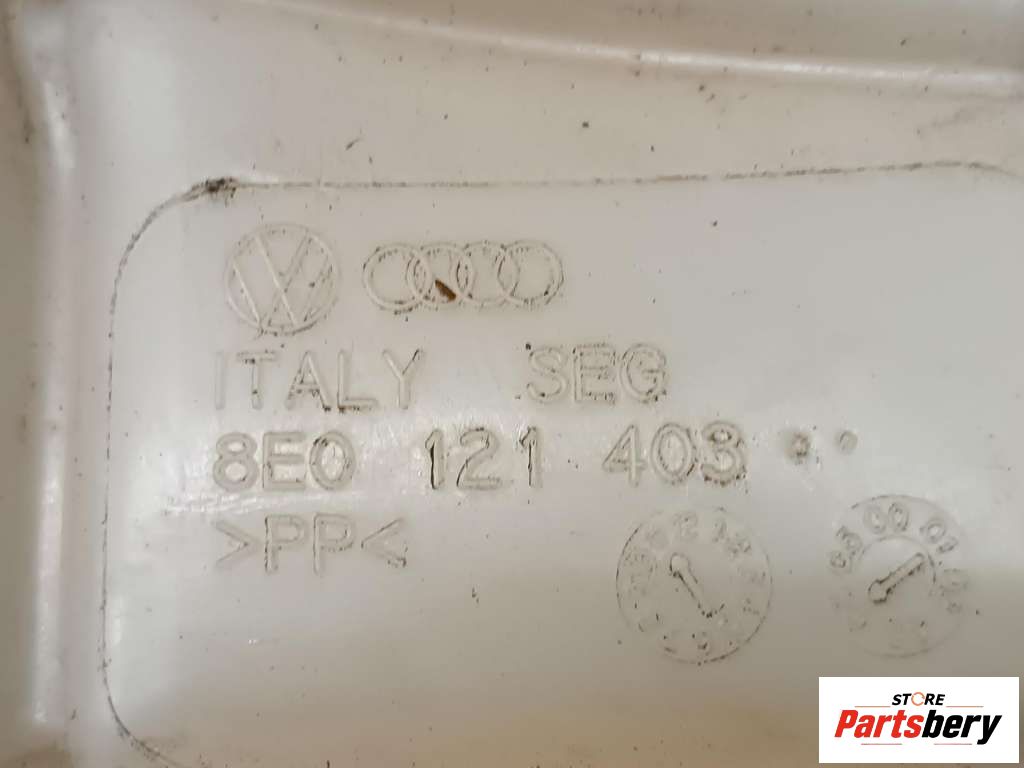 ITALY SEG
8E0 121 403
>PP<
STORE
Partsbery